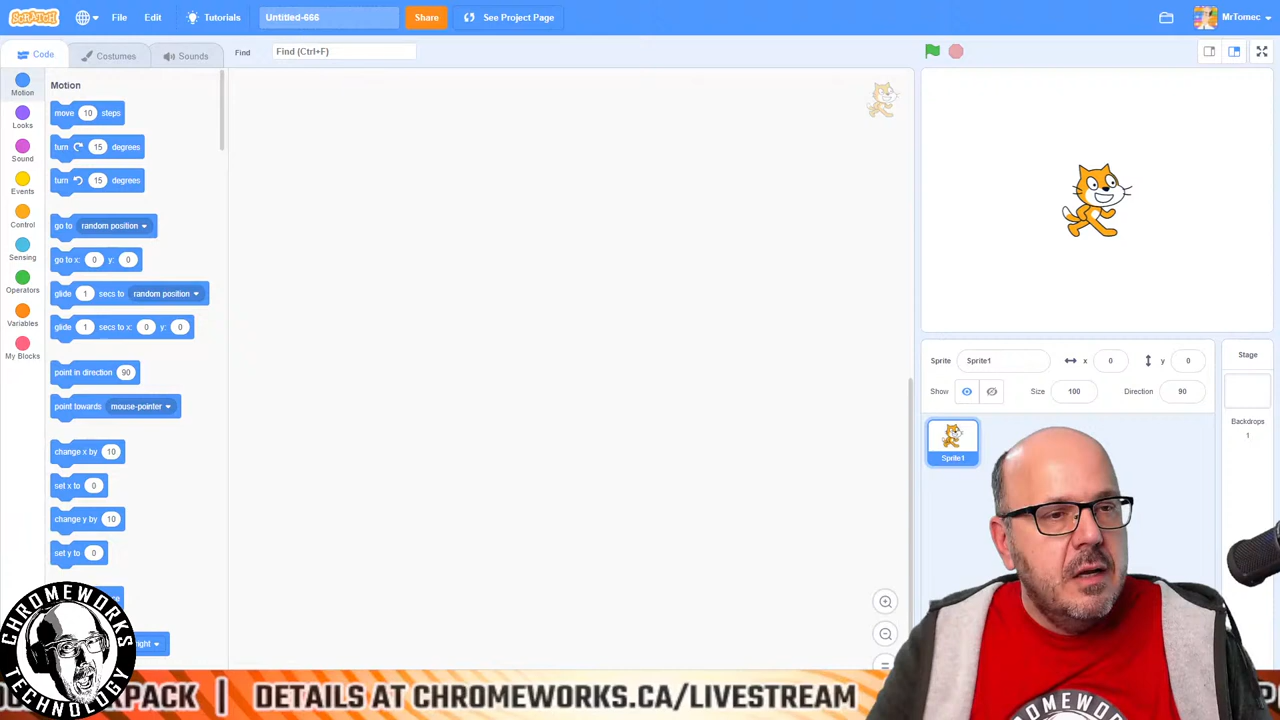 SCRATCH
File
Edit
Tutorials
Untitled-666
Share
See Project Page
MrTomec
Code
Costumes
Sounds
Find
Find (Ctrl+F)
Motion
Looks
Sound
Events
Control
Sensing
Operators
Variables
My Blocks
Motion
move 10 steps
turn 15 degrees
turn 15 degrees
go to random position
go to x: 0 y: 0
glide 1 secs to random position
glide 1 secs to x: 0 y: 0
point in direction 90
point towards mouse-pointer
change x by 10
set x to 0
change y by 10
set y to 0
Sprite
Sprite1
x 0
y 0
Show
Size 100
Direction 90
Sprite1
Stage
Backdrops
1
CHROMEWORKS
TECHNOLOGY
PACK | DETAILS AT CHROMEWORKS.CA/LIVESTREAM